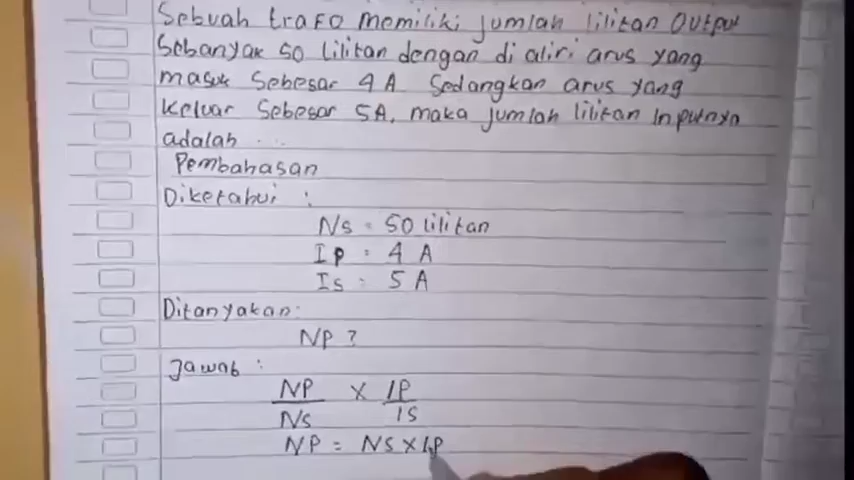 Sebuah traFo memiliki jumlah lilitan Output
Sebanyak 50 lilitan dengan di aliri arus yang
masuk Sebesar 4 A Sedangkan arus yang
keluar Sebesar 5A, maka jumlah lilitan Inputnya
adalah ...
Pembahasan
Diketahui :
Ns = 50 lilitan
Ip = 4 A
Is = 5 A
Ditanyakan:
NP ?
Jawab :
NP/Ns × IP/IS
NP = NS × IP